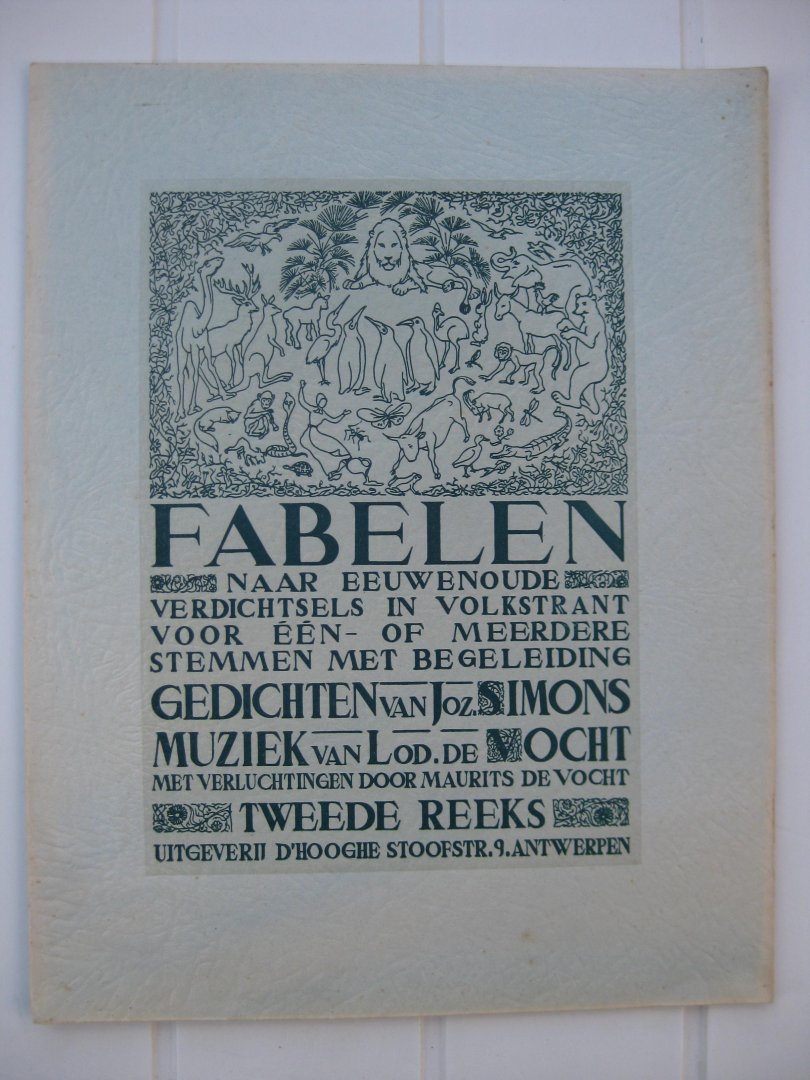 FABELEN
NAAR EEUWENOUDE
VERDICHTSELS IN VOLKSTRANT
VOOR ÉÉN- OF MEERDERE
STEMMEN MET BEGELEIDING
GEDICHTEN VAN JOZ. SIMONS
MUZIEK VAN LOD. DE VOCHT
MET VERLUCHTINGEN DOOR MAURITS DE VOCHT
TWEEDE REEKS
UITGEVERIJ D'HOOGHE STOOFSTR. 9. ANTWERPEN